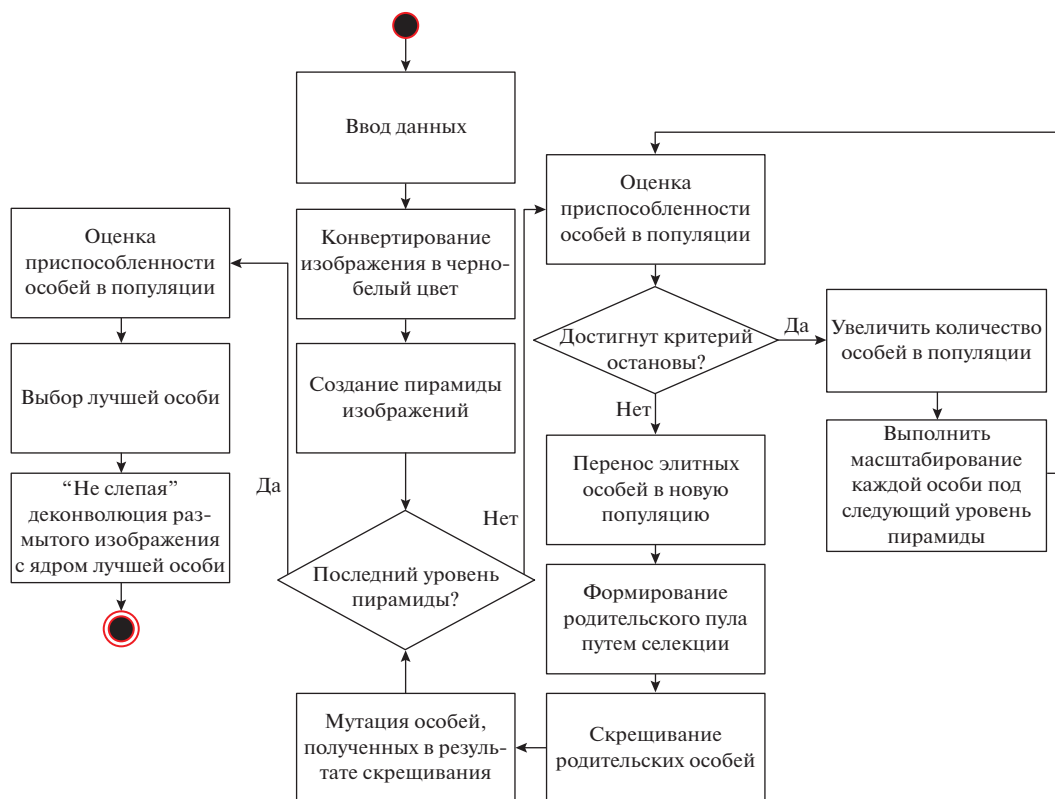 Ввод данных
Конвертирование
изображения в черно-
белый цвет
Создание пирамиды
изображений
Последний уровень
пирамиды?
Да
Нет
Оценка
приспособленности
особей в популяции
Выбор лучшей особи
“Не слепая”
деконволюция раз-
мытого изображения
с ядром лучшей особи
Оценка
приспособленности
особей в популяции
Достигнут критерий
остановы?
Да
Нет
Увеличить количество
особей в популяции
Выполнить
масштабирование
каждой особи под
следующий уровень
пирамиды
Перенос элитных
особей в новую
популяцию
Формирование
родительского пула
путем селекции
Скрещивание
родительских особей
Мутация особей,
полученных в резуль-
тате скрещивания